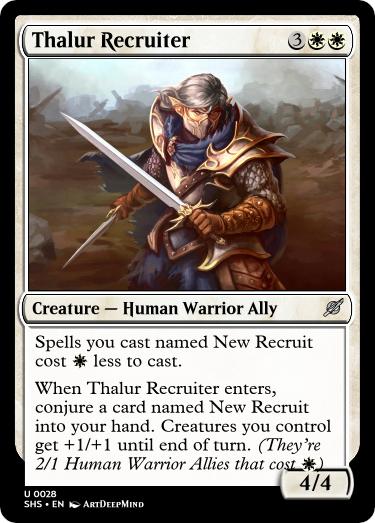 Thalur Recruiter 3
Creature — Human Warrior Ally
Spells you cast named New Recruit
cost less to cast.
When Thalur Recruiter enters,
conjure a card named New Recruit
into your hand. Creatures you control
get +1/+1 until end of turn. (They're
2/1 Human Warrior Allies that cost )
4/4
U 0028
SHS • EN ArtDeepMind